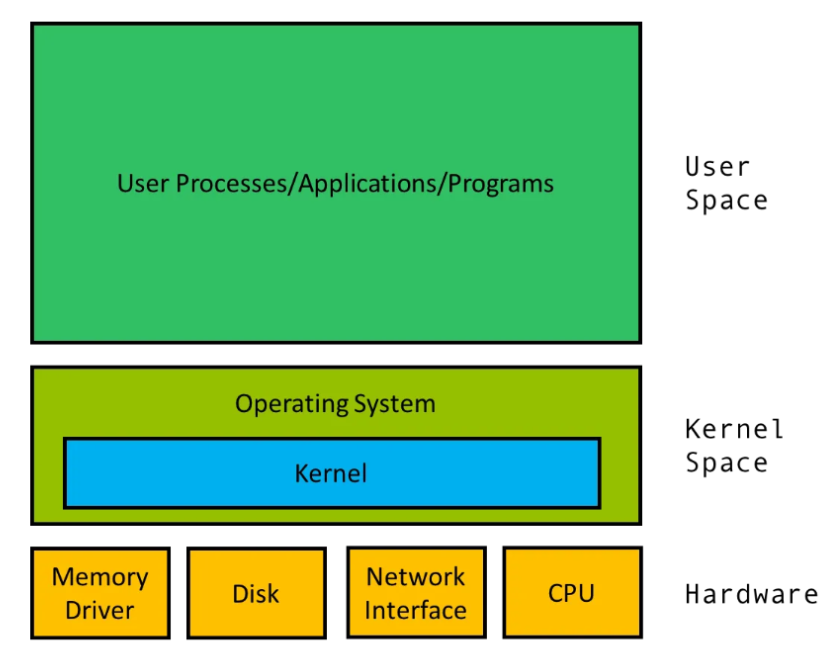 User Processes/Applications/Programs
User
Space
Operating System
Kernel
Kernel
Space
Memory
Driver
Disk
Network
Interface
CPU
Hardware